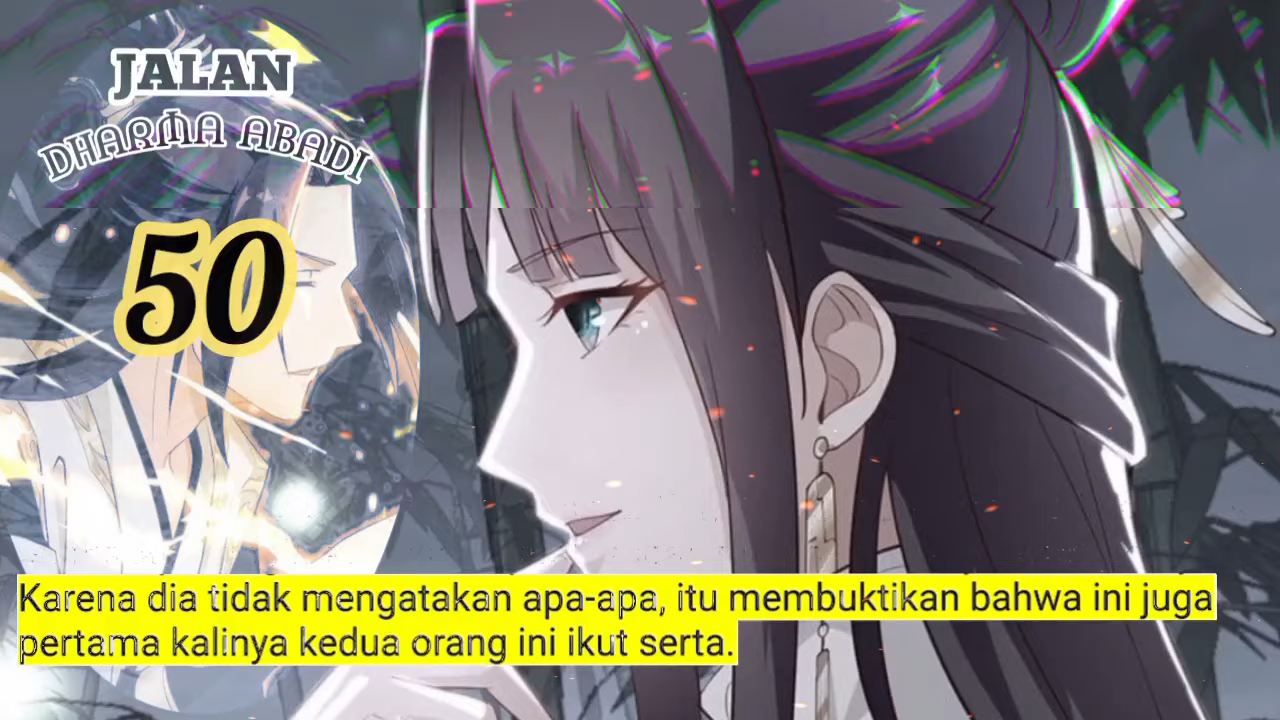 JALAN
DHARMA ABADI
50
Karena dia tidak mengatakan apa-apa, itu membuktikan bahwa ini juga
pertama kalinya kedua orang ini ikut serta.